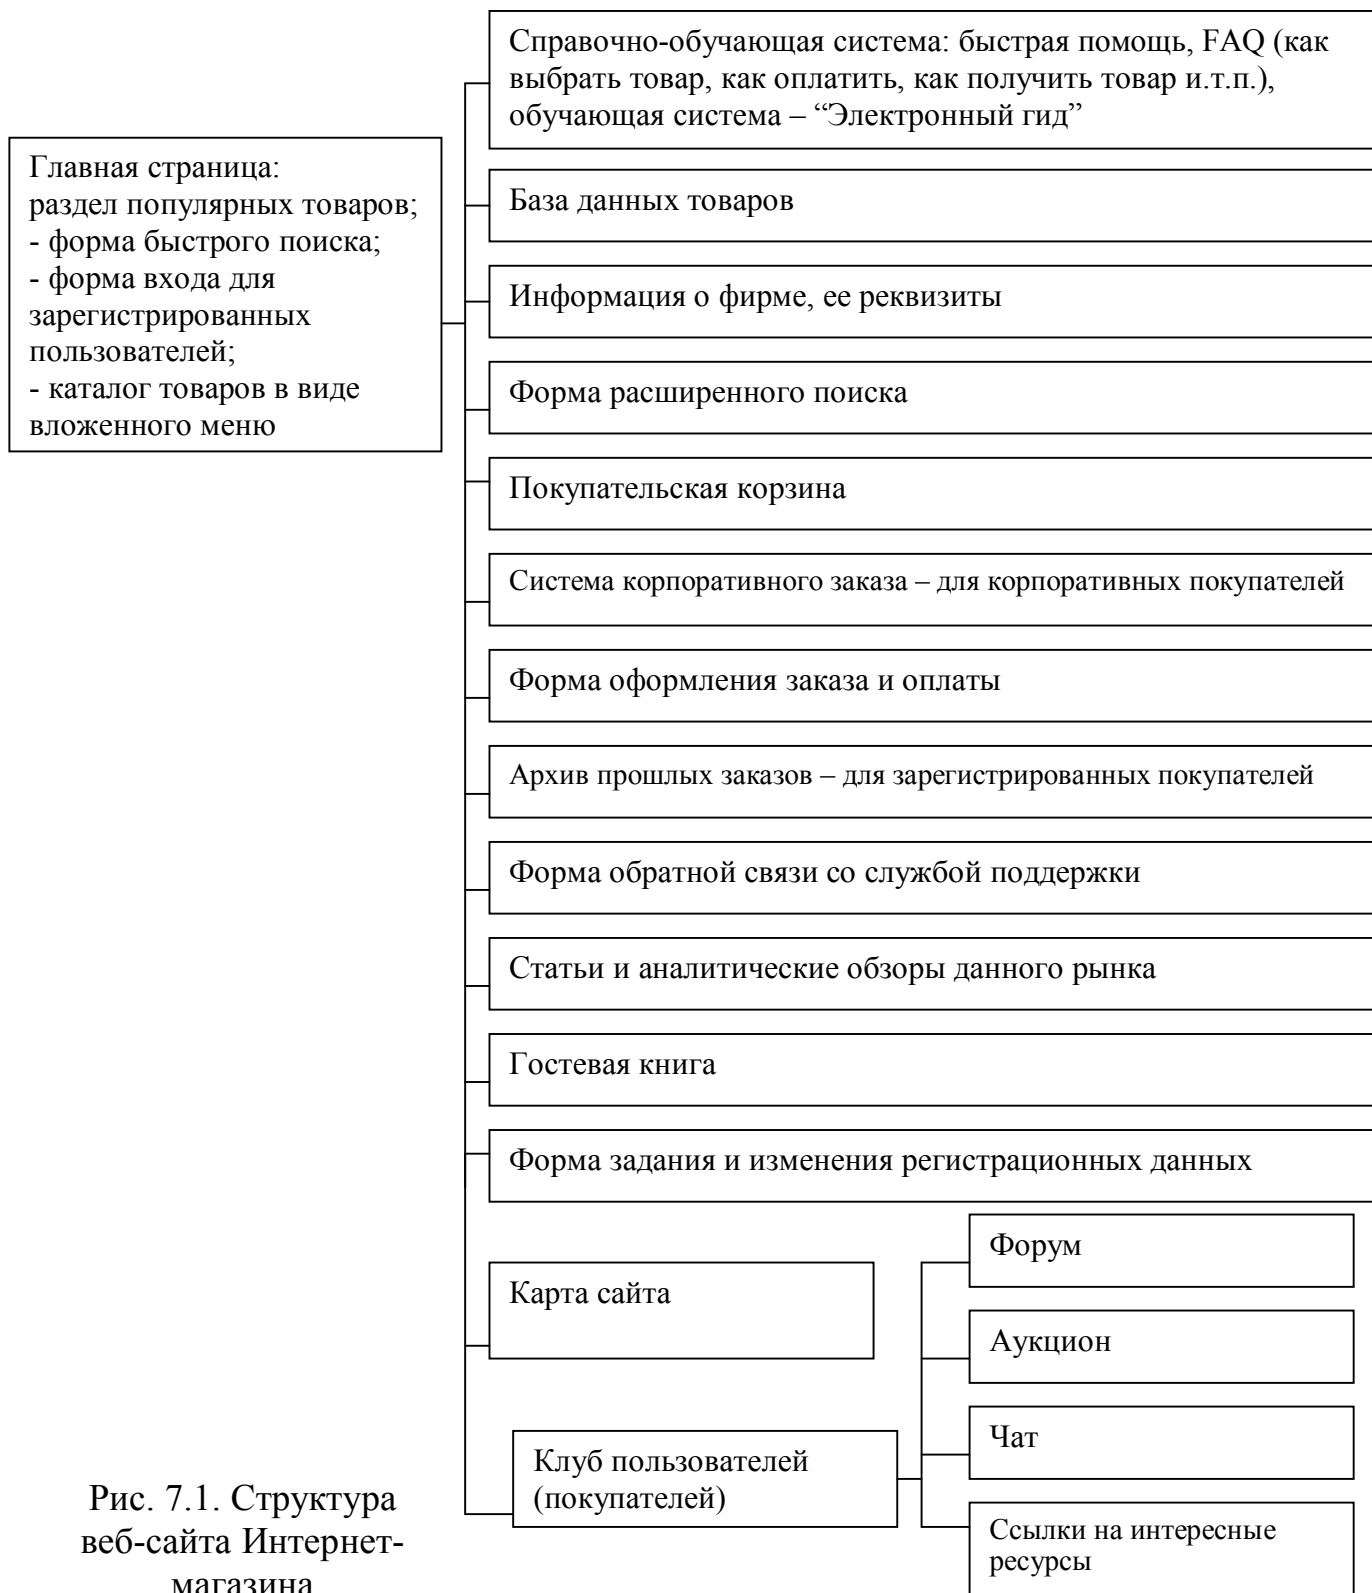 Справочно-обучающая система: быстрая помощь, FAQ (как
выбрать товар, как оплатить, как получить товар и.т.п.),
обучающая система – “Электронный гид”
Главная страница:
раздел популярных товаров;
- форма быстрого поиска;
- форма входа для
зарегистрированных
пользователей;
- каталог товаров в виде
вложенного меню
База данных товаров
Информация о фирме, ее реквизиты
Форма расширенного поиска
Покупательская корзина
Система корпоративного заказа – для корпоративных покупателей
Форма оформления заказа и оплаты
Архив прошлых заказов – для зарегистрированных покупателей
Форма обратной связи со службой поддержки
Статьи и аналитические обзоры данного рынка
Гостевая книга
Форма задания и изменения регистрационных данных
Карта сайта
Клуб пользователей
(покупателей)
Форум
Аукцион
Чат
Ссылки на интересные
ресурсы
Рис. 7.1. Структура
веб-сайта Интернет-
магазина